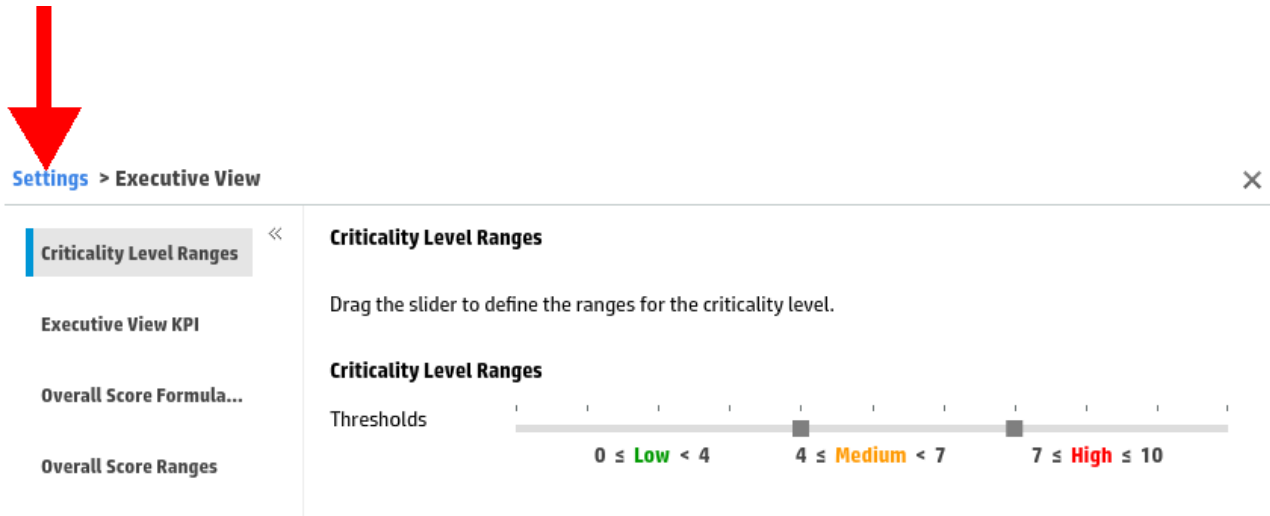 Settings > Executive View
Criticality Level Ranges
Executive View KPI
Overall Score Formula...
Overall Score Ranges
Criticality Level Ranges
Drag the slider to define the ranges for the criticality level.
Criticality Level Ranges
Thresholds
0 ≤ Low < 4 4 ≤ Medium < 7 7 ≤ High ≤ 10